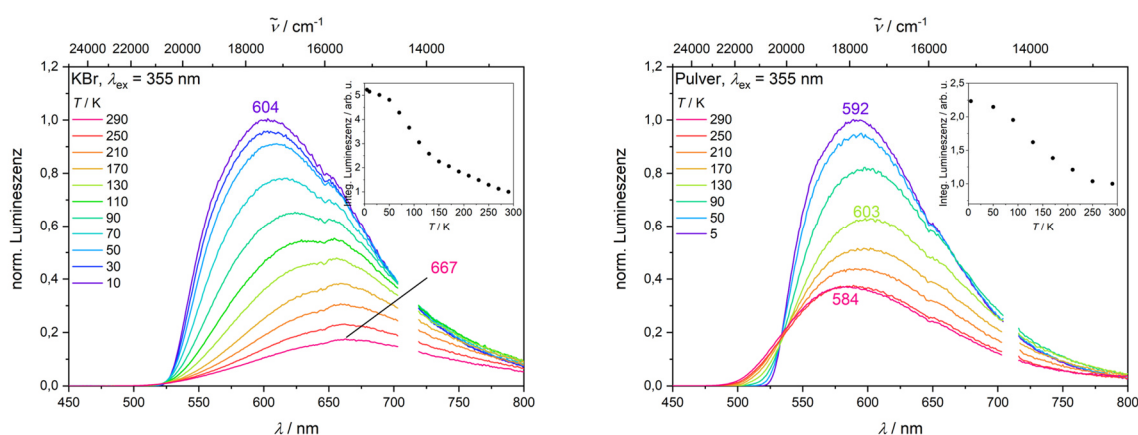 ν̃ / cm⁻¹
24000 22000 20000 18000 16000 14000
1,2
1,0
0,8
0,6
0,4
0,2
0,0
norm. Lumineszenz
KBr, λex = 355 nm
T / K
290
250
210
170
130
110
90
70
50
30
10
604
667
Integ. Lumineszenz / arb. u.
5
4
3
2
1
0 50 100 150 200 250 300
T / K
450 500 550 600 650 700 750 800
λ / nm
ν̃ / cm⁻¹
24000 22000 20000 18000 16000 14000
1,2
1,0
0,8
0,6
0,4
0,2
0,0
norm. Lumineszenz
Pulver, λex = 355 nm
T / K
290
250
210
170
130
90
50
5
592
603
584
Integ. Lumineszenz / arb. u.
2,5
2,0
1,5
1,0
0 50 100 150 200 250 300
T / K
450 500 550 600 650 700 750 800
λ / nm